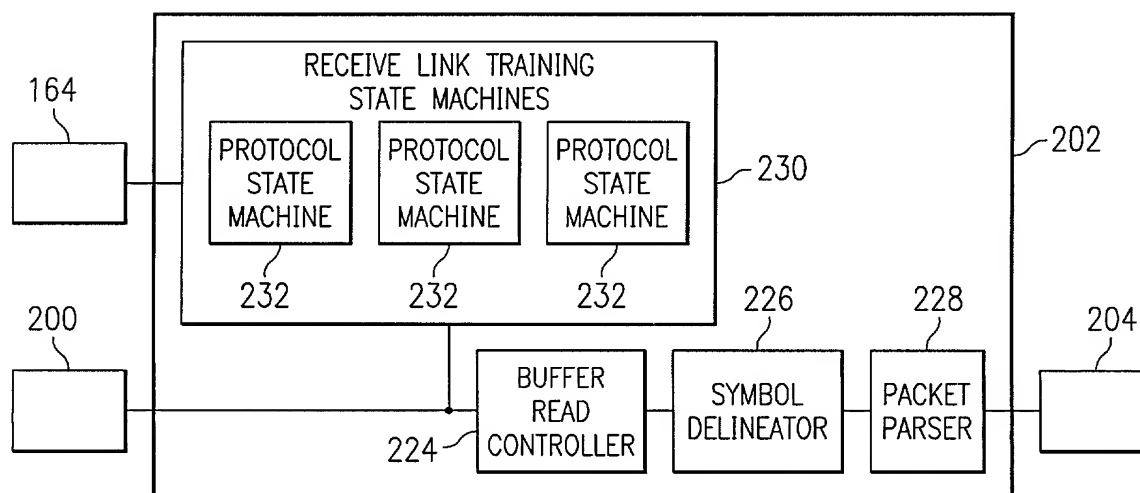 RECEIVE LINK TRAINING
STATE MACHINES
164
PROTOCOL
STATE
MACHINE
PROTOCOL
STATE
MACHINE
PROTOCOL
STATE
MACHINE
202
230
232
232
232
200
226
228
204
BUFFER
READ
CONTROLLER
224
SYMBOL
DELINEATOR
PACKET
PARSER